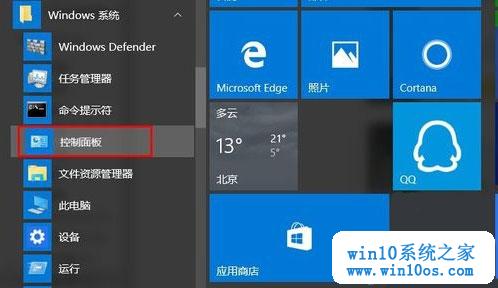 Windows 系统
Windows Defender
任务管理器
命令提示符
控制面板
文件资源管理器
此电脑
设备
运行
Microsoft Edge
照片
Cortana
多云
13°
21°
5°
北京
QQ
应用商店
win10系统之家
www.win10os.com